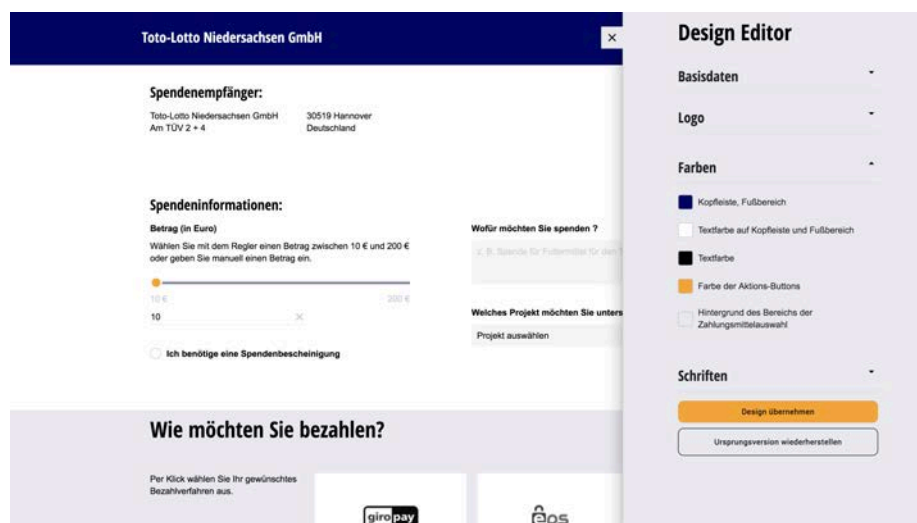 Toto-Lotto Niedersachsen GmbH
×
Spendenempfänger:
Toto-Lotto Niedersachsen GmbH
Am TÜV 2 + 4
30519 Hannover
Deutschland
Spendeninformationen:
Betrag (in Euro)
Wählen Sie mit dem Regler einen Betrag zwischen 10 € und 200 €
oder geben Sie manuell einen Betrag ein.
10 €
200 €
10
×
Ich benötige eine Spendenbescheinigung
Wofür möchten Sie spenden ?
z. B. Spende für Futtermittel für den T
Welches Projekt möchten Sie unters
Projekt auswählen
Wie möchten Sie bezahlen?
Per Klick wählen Sie Ihr gewünschtes
Bezahlverfahren aus.
giropay
eps
Design Editor
Basisdaten
Logo
Farben
Kopfleiste, Fußbereich
Textfarbe auf Kopfleiste und Fußbereich
Textfarbe
Farbe der Aktions-Buttons
Hintergrund des Bereichs der
Zahlungsmittelauswahl
Schriften
Design übernehmen
Ursprungsversion wiederherstellen